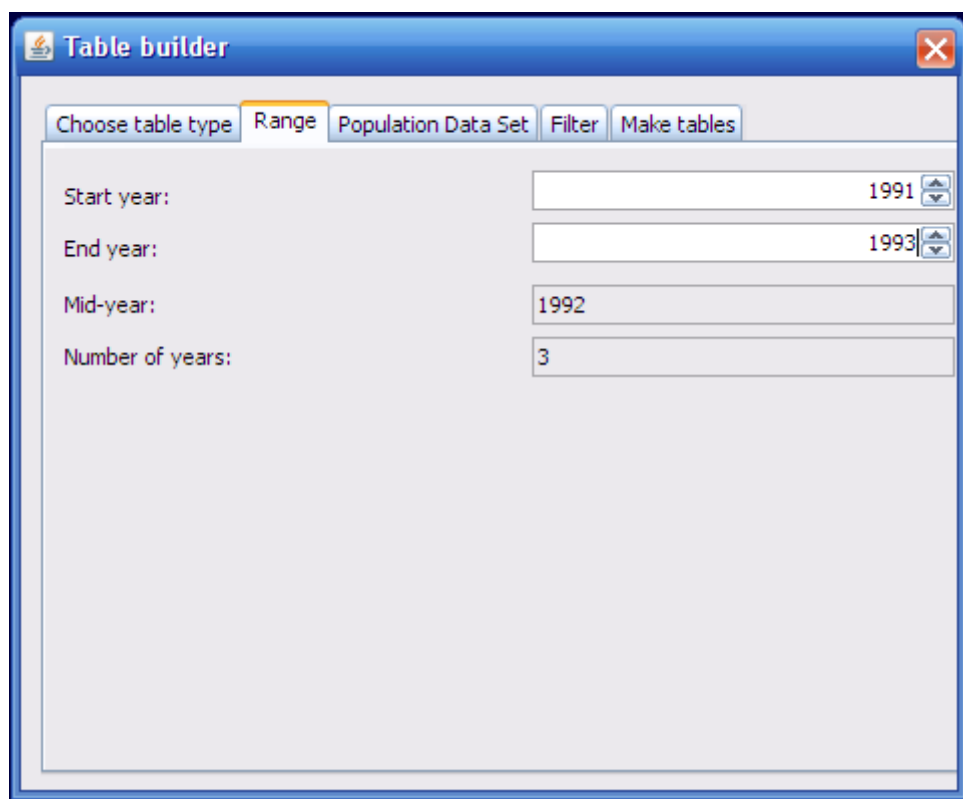 Table builder
Choose table type Range Population Data Set Filter Make tables
Start year: 1991
End year: 1993
Mid-year: 1992
Number of years: 3